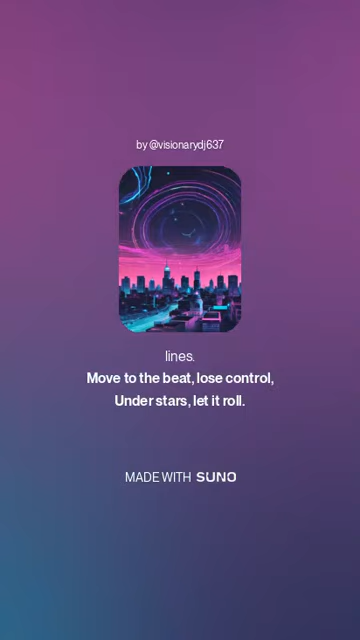 by @visionarydj637
lines.
Move to the beat, lose control,
Under stars, let it roll.
MADE WITH SUNO